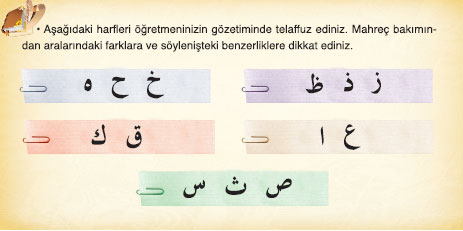 • Aşağıdaki harfleri öğretmeninizin gözetiminde telaffuz ediniz. Mahreç bakımın-
dan aralarındaki farklara ve söylenişteki benzerliklere dikkat ediniz.
خ ح ه
ز ذ ظ
ق ك
ع ا
ص ث س